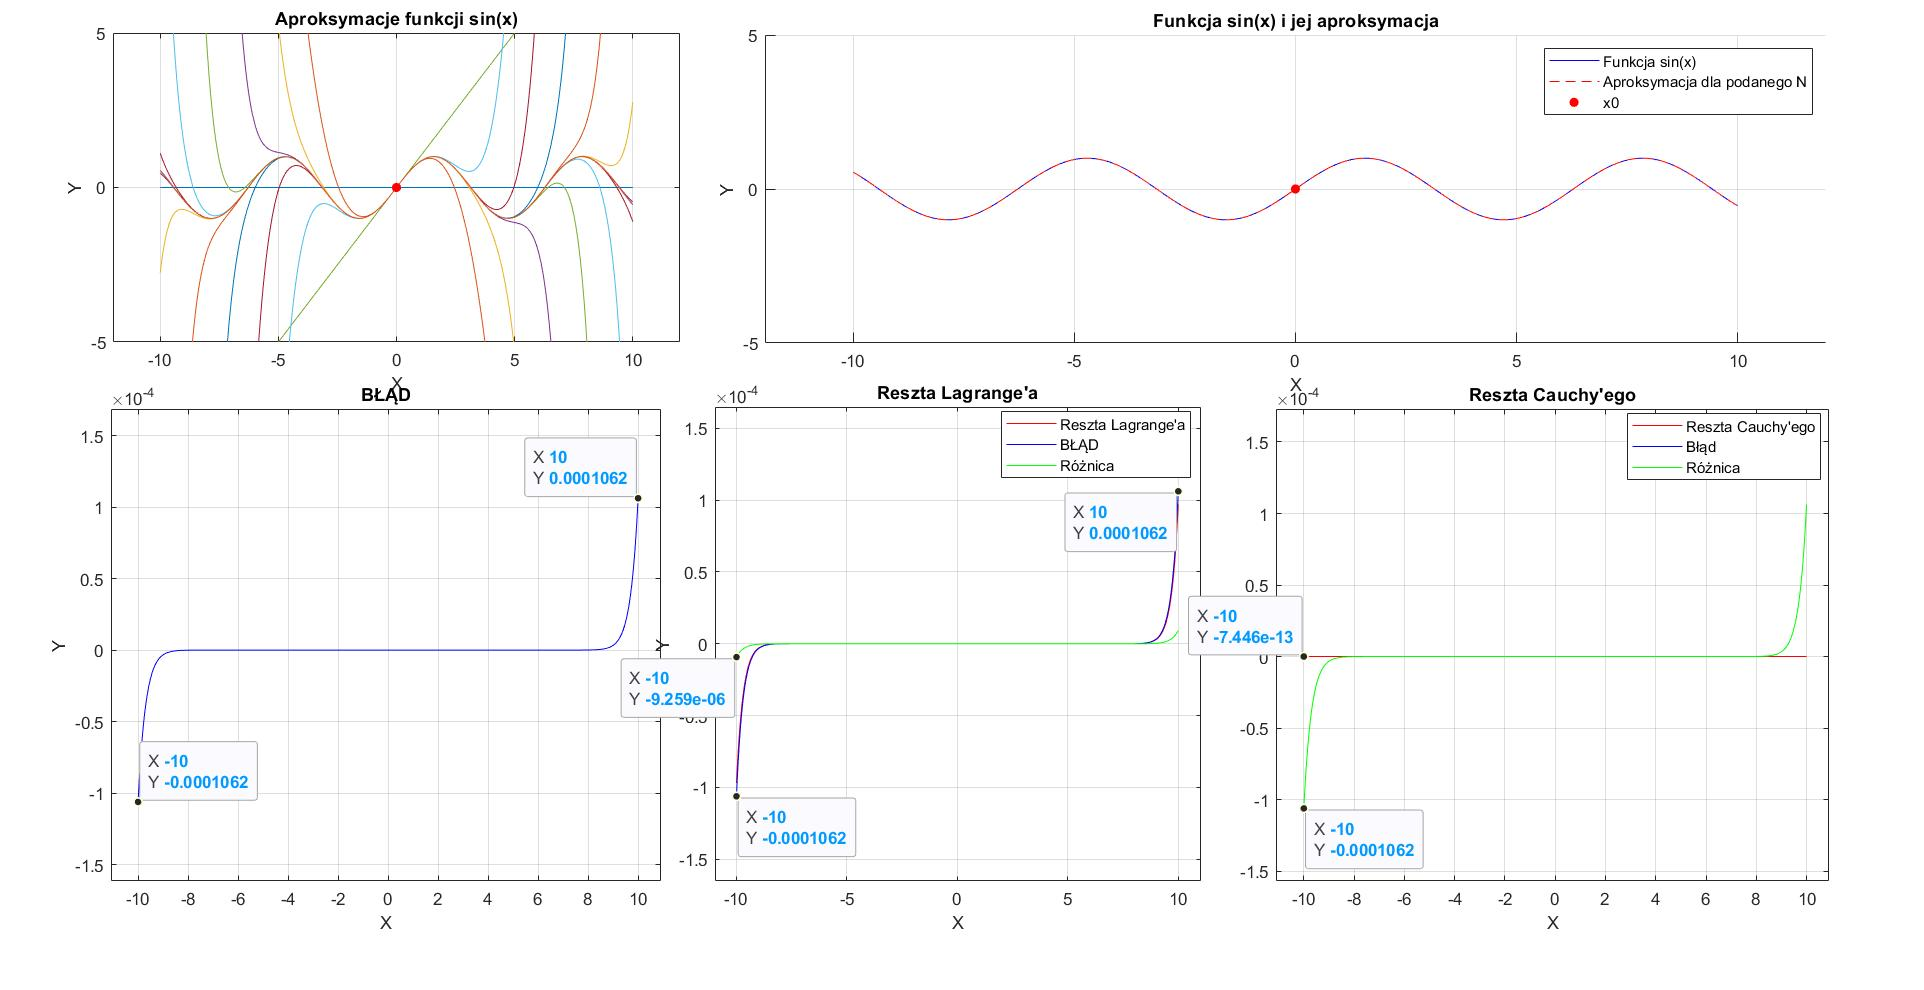 Aproksymacje funkcji sin(x)
5
0
-5
Y
-10 -5 0 5 10
X
Funkcja sin(x) i jej aproksymacja
5
0
-5
Y
-10 -5 0 5 10
X
Funkcja sin(x)
Aproksymacja dla podanego N
x0
BŁĄD
×10-4
1.5
1
0.5
0
-0.5
-1
-1.5
Y
X 10
Y 0.0001062
X -10
Y -0.0001062
-10 -8 -6 -4 -2 0 2 4 6 8 10
X
Reszta Lagrange'a
×10-4
1.5
1
0.5
0
-0.5
-1
-1.5
Y
Reszta Lagrange'a
BŁĄD
Różnica
X 10
Y 0.0001062
X -10
Y -9.259e-06
X -10
Y -0.0001062
-10 -5 0 5 10
X
Reszta Cauchy'ego
×10-4
1.5
1
0.5
0
-0.5
-1
-1.5
Reszta Cauchy'ego
Błąd
Różnica
X -10
Y -7.446e-13
X -10
Y -0.0001062
-10 -8 -6 -4 -2 0 2 4 6 8 10
X